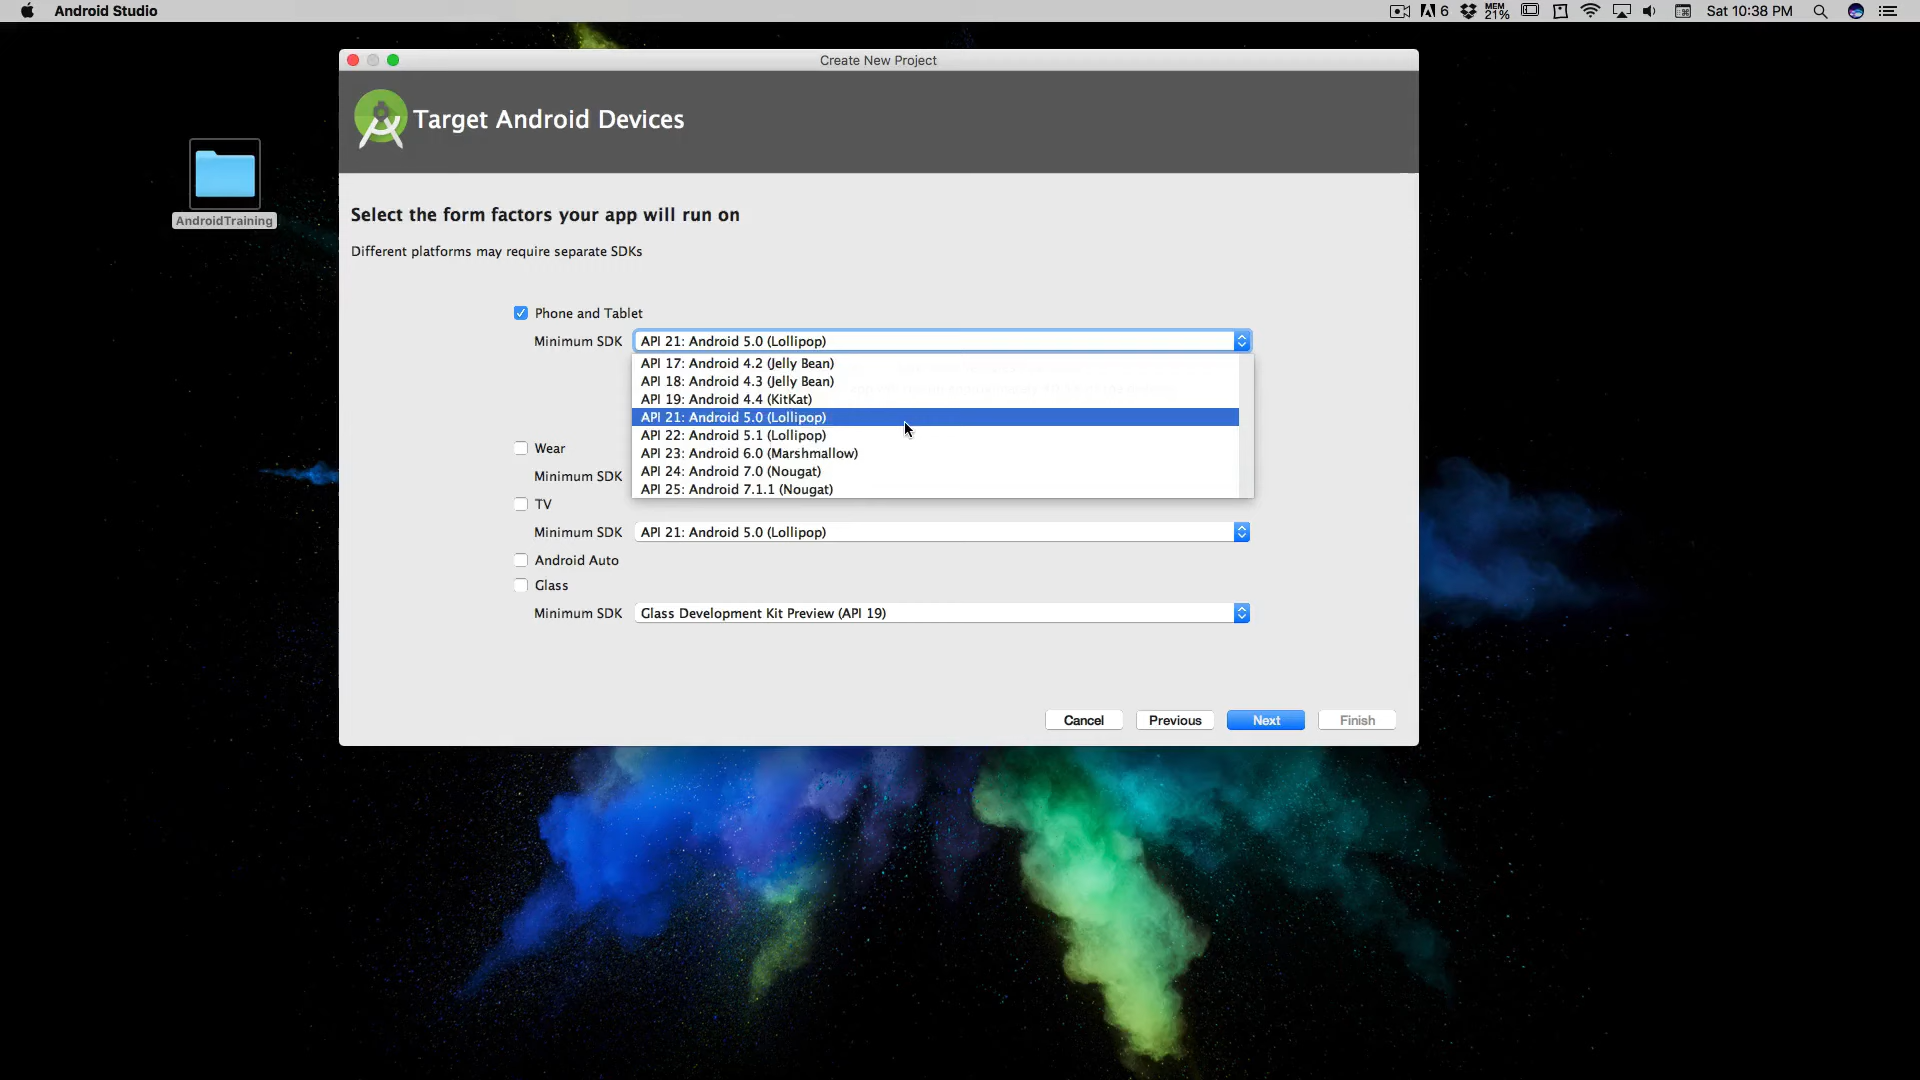 Android Studio
6
MEM
21%
Sat 10:38 PM
Create New Project
Target Android Devices
AndroidTraining
Select the form factors your app will run on
Different platforms may require separate SDKs
Phone and Tablet
Minimum SDK
API 21: Android 5.0 (Lollipop)
API 17: Android 4.2 (Jelly Bean)
API 18: Android 4.3 (Jelly Bean)
API 19: Android 4.4 (KitKat)
API 21: Android 5.0 (Lollipop)
API 22: Android 5.1 (Lollipop)
API 23: Android 6.0 (Marshmallow)
API 24: Android 7.0 (Nougat)
API 25: Android 7.1.1 (Nougat)
Wear
Minimum SDK
TV
Minimum SDK
API 21: Android 5.0 (Lollipop)
Android Auto
Glass
Minimum SDK
Glass Development Kit Preview (API 19)
Cancel
Previous
Next
Finish